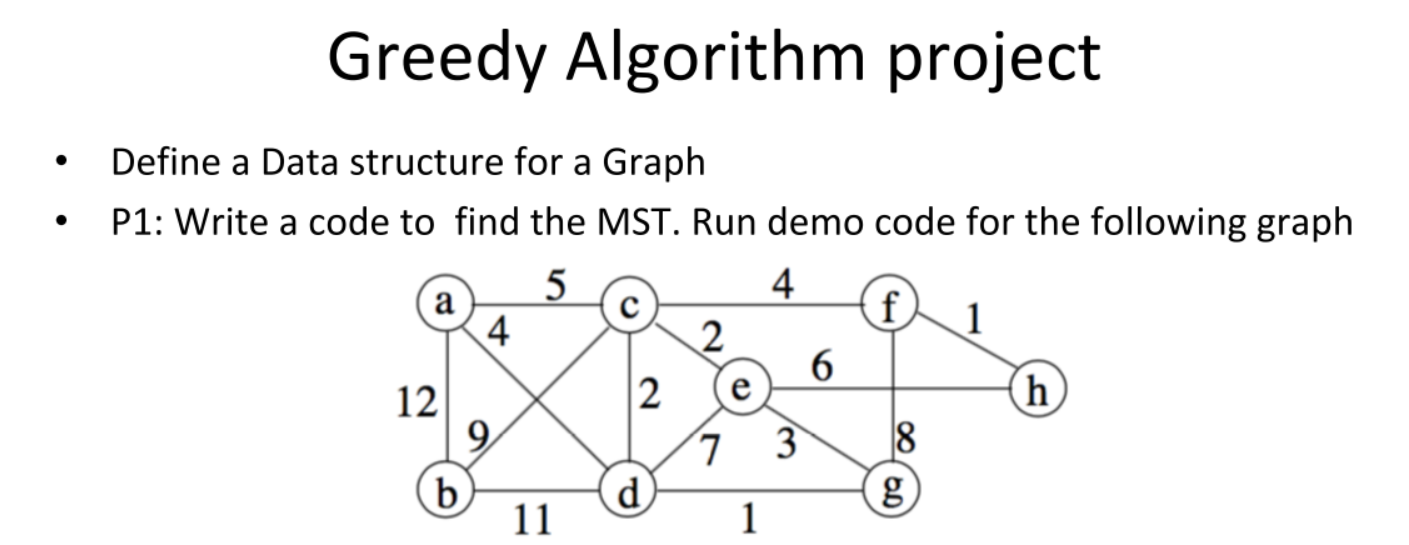 Greedy Algorithm project
• Define a Data structure for a Graph
• P1: Write a code to find the MST. Run demo code for the following graph
a 5 c 4 f
4 2 1
12 2 e 6 h
9 7 3 8
b 11 d 1 g